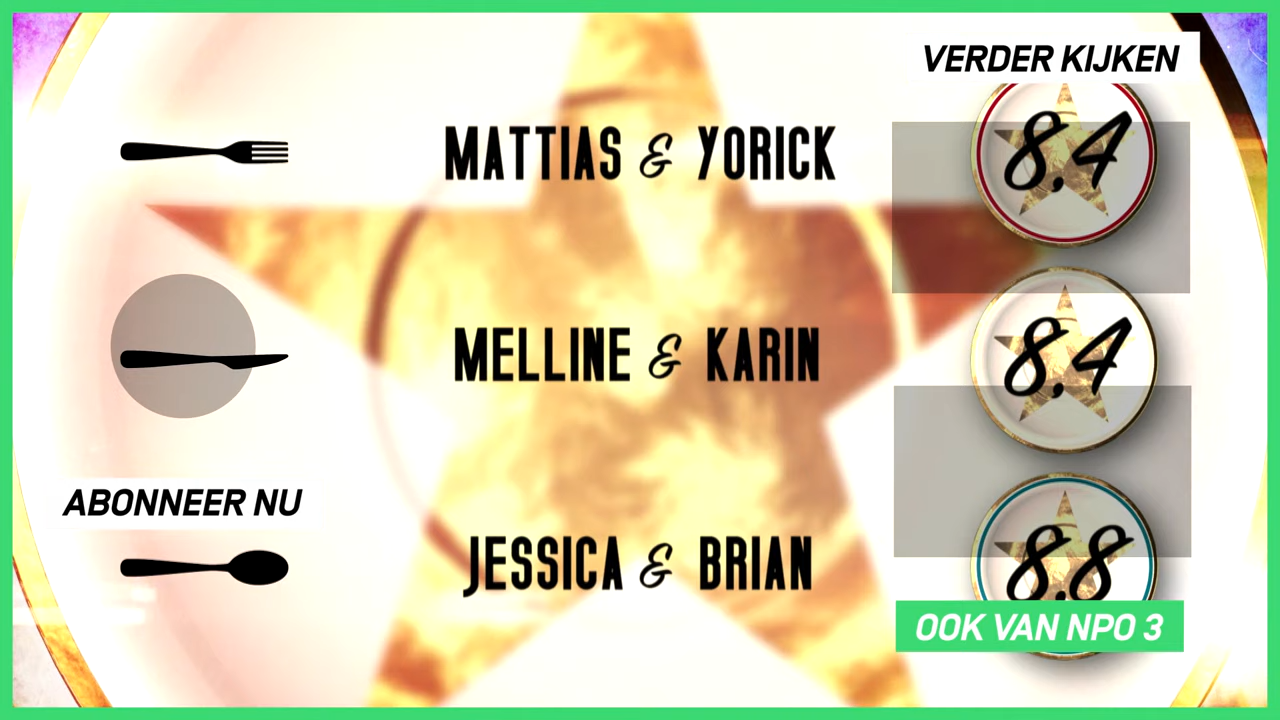 VERDER KIJKEN
MATTIAS & YORICK
8.4
MELLINE & KARIN
8.4
ABONNEER NU
JESSICA & BRIAN
8.8
OOK VAN NPO 3